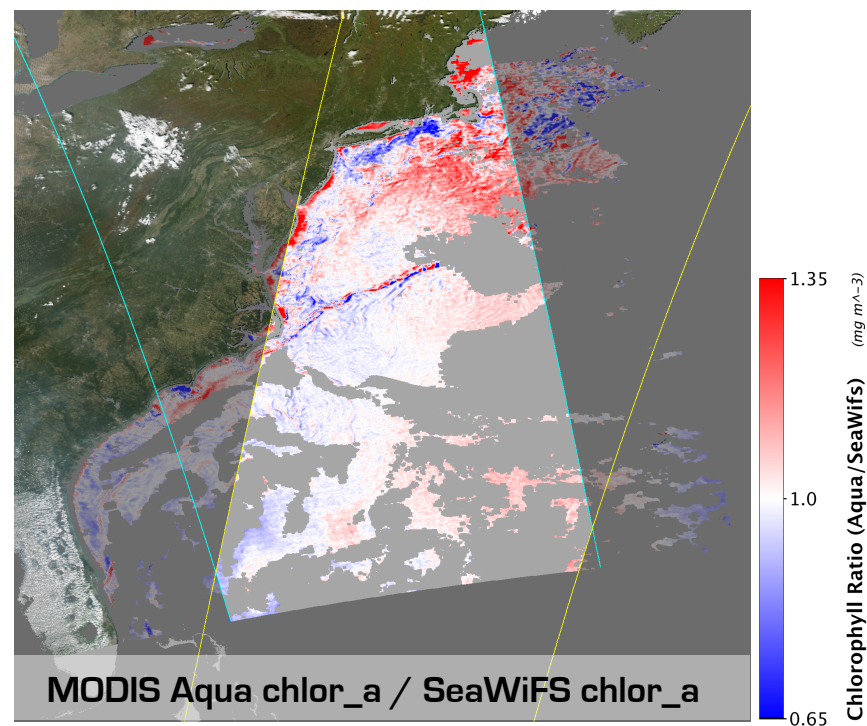 1.35
(mg m^-3)
Chlorophyll Ratio (Aqua/SeaWifs)
1.0
0.65
MODIS Aqua chlor_a / SeaWiFS chlor_a